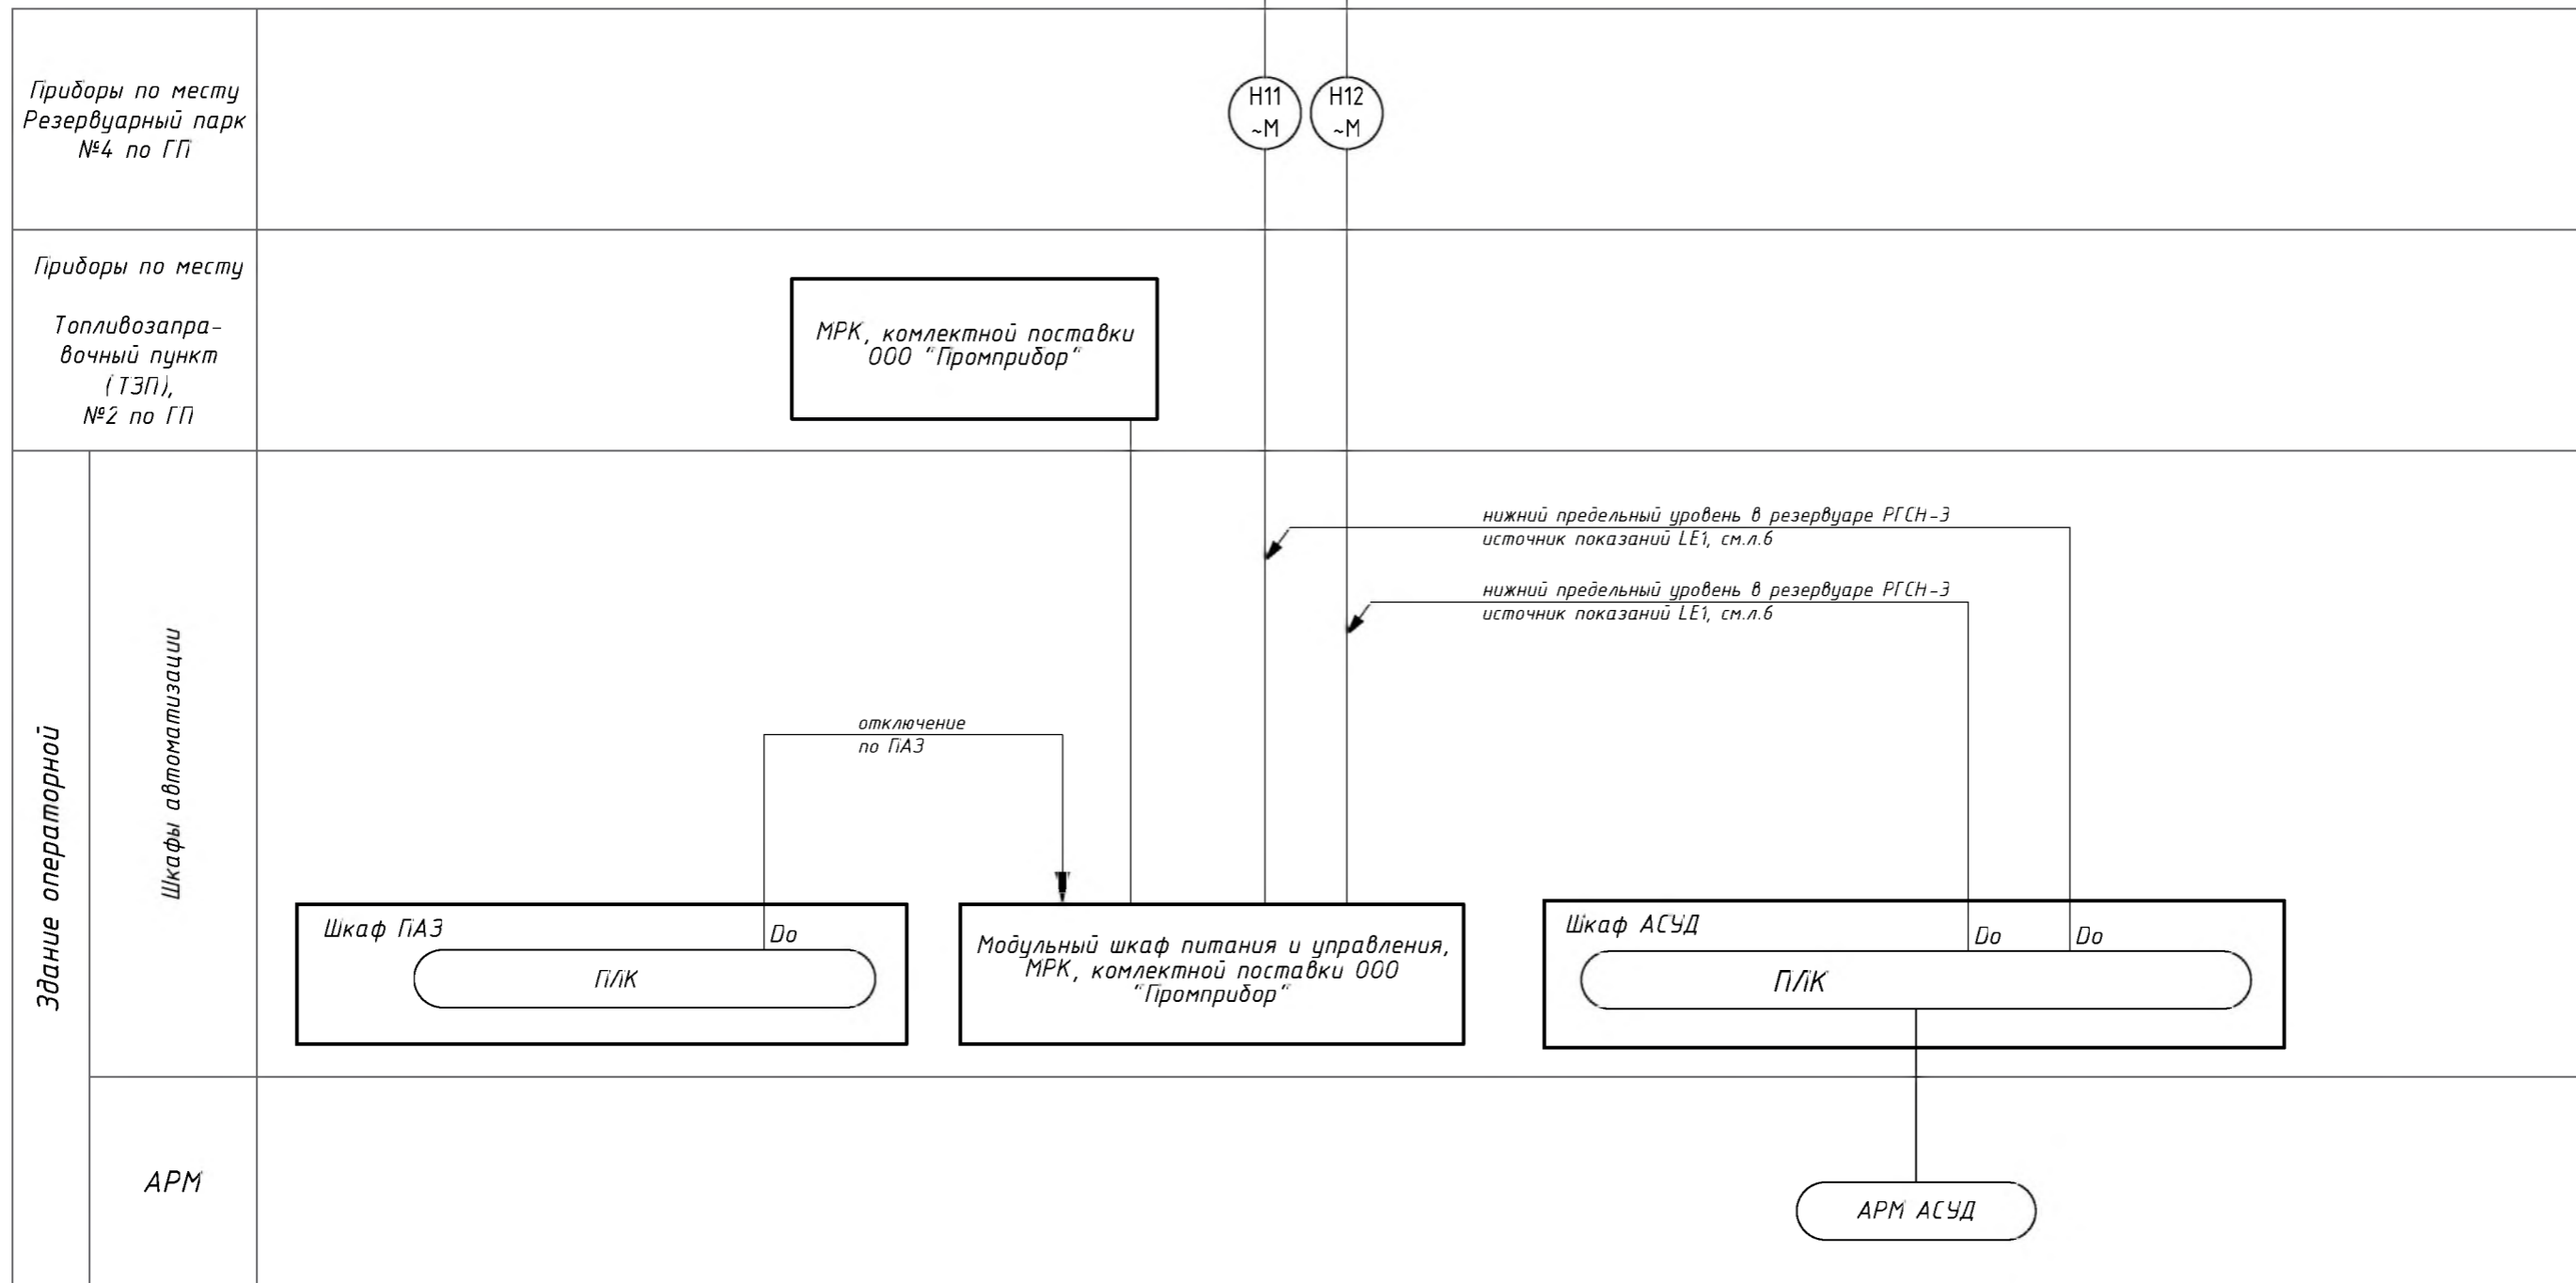 Приборы по месту
Резервуарный парк
№4 по ГП
Н11
~М
Н12
~М
Приборы по месту
Топливозапра-
вочный пункт
(ТЗП),
№2 по ГП
МРК, комлектной поставки
ООО "Промприбор"
Здание операторной
Шкафы автоматизации
нижний предельный уровень в резервуаре РГСН-3
источник показаний LE1, см.л.6
нижний предельный уровень в резервуаре РГСН-3
источник показаний LE1, см.л.6
отключение
по ПАЗ
Шкаф ПАЗ
Do
ПЛК
Модульный шкаф питания и управления,
МРК, комлектной поставки ООО
"Промприбор"
Шкаф АСУД
Do
Do
ПЛК
АРМ
АРМ АСУД